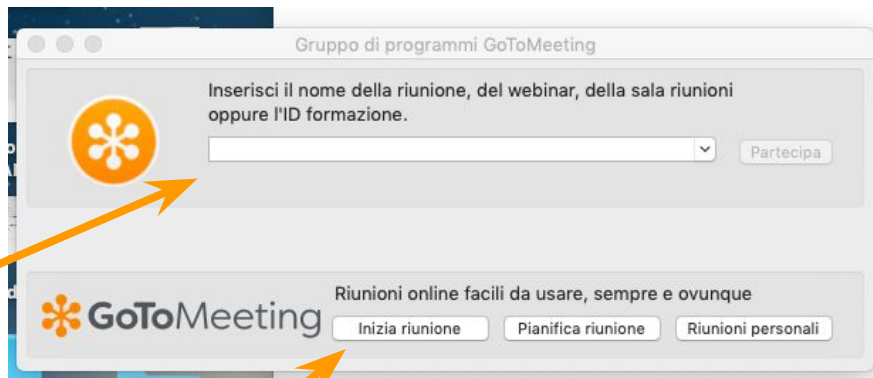 Gruppo di programmi GoToMeeting
Inserisci il nome della riunione, del webinar, della sala riunioni
oppure l'ID formazione.
Partecipa
GoToMeeting
Riunioni online facili da usare, sempre e ovunque
Inizia riunione
Pianifica riunione
Riunioni personali